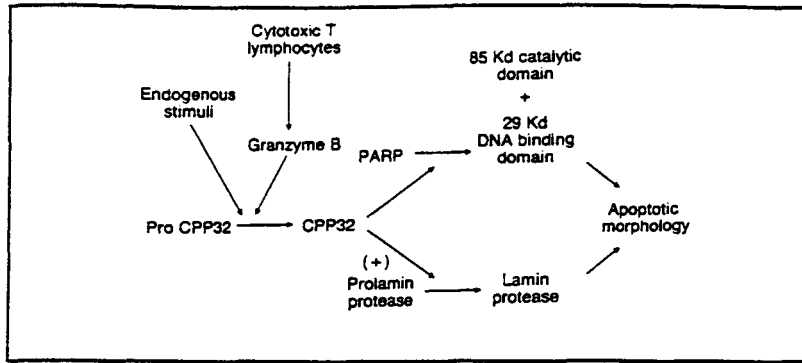 Cytotoxic T
lymphocytes
85 Kd catalytic
domain
+
29 Kd
DNA binding
domain
Endogenous
stimuli
Granzyme B
PARP
Pro CPP32
CPP32
Apoptotic
morphology
(+)
Prolamin
protease
Lamin
protease